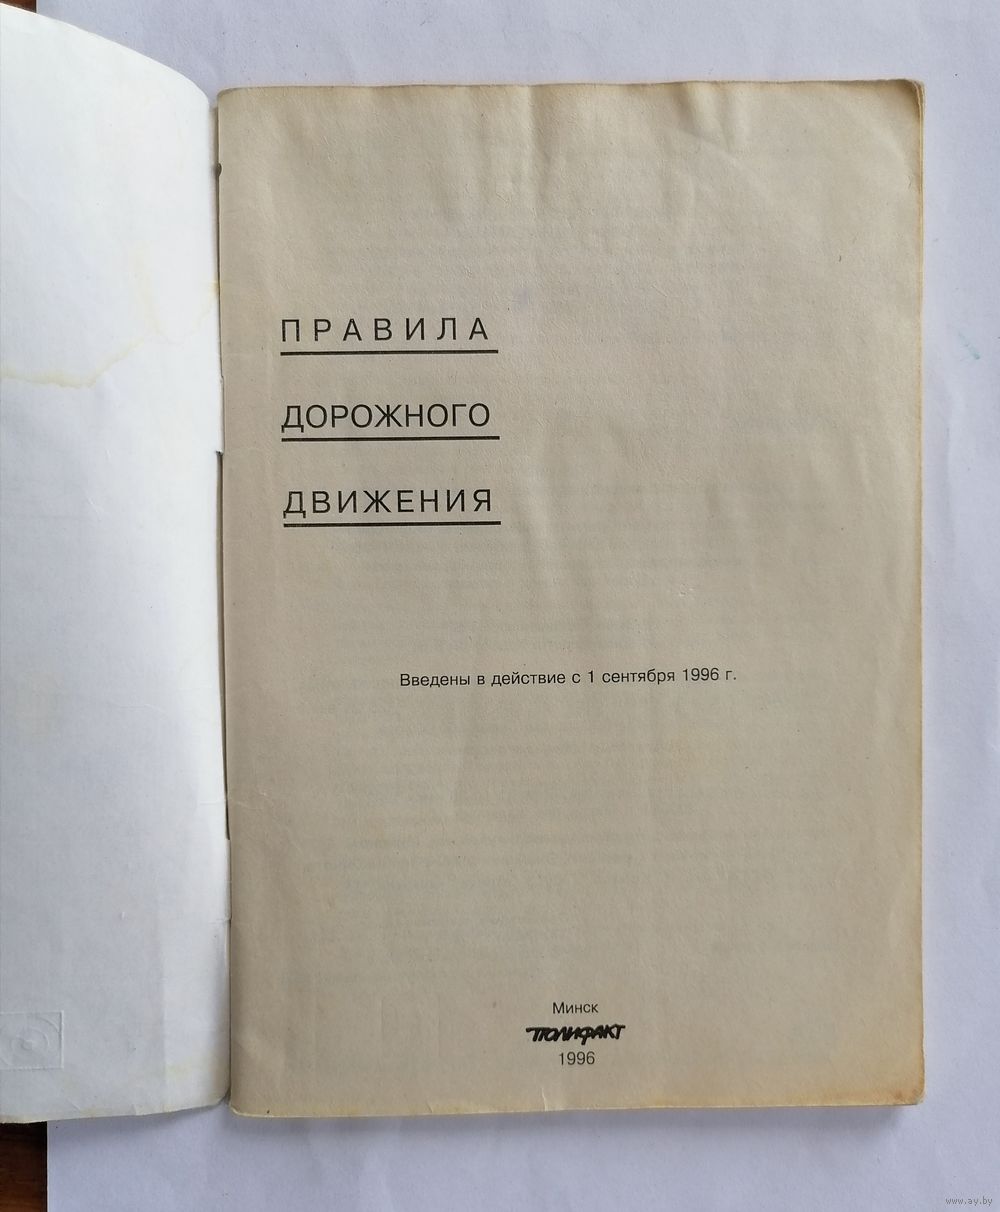 ПРАВИЛА
ДОРОЖНОГО
ДВИЖЕНИЯ
Введены в действие с 1 сентября 1996 г.
Минск
ПОЛИФАКТ
1996
www.ay.by